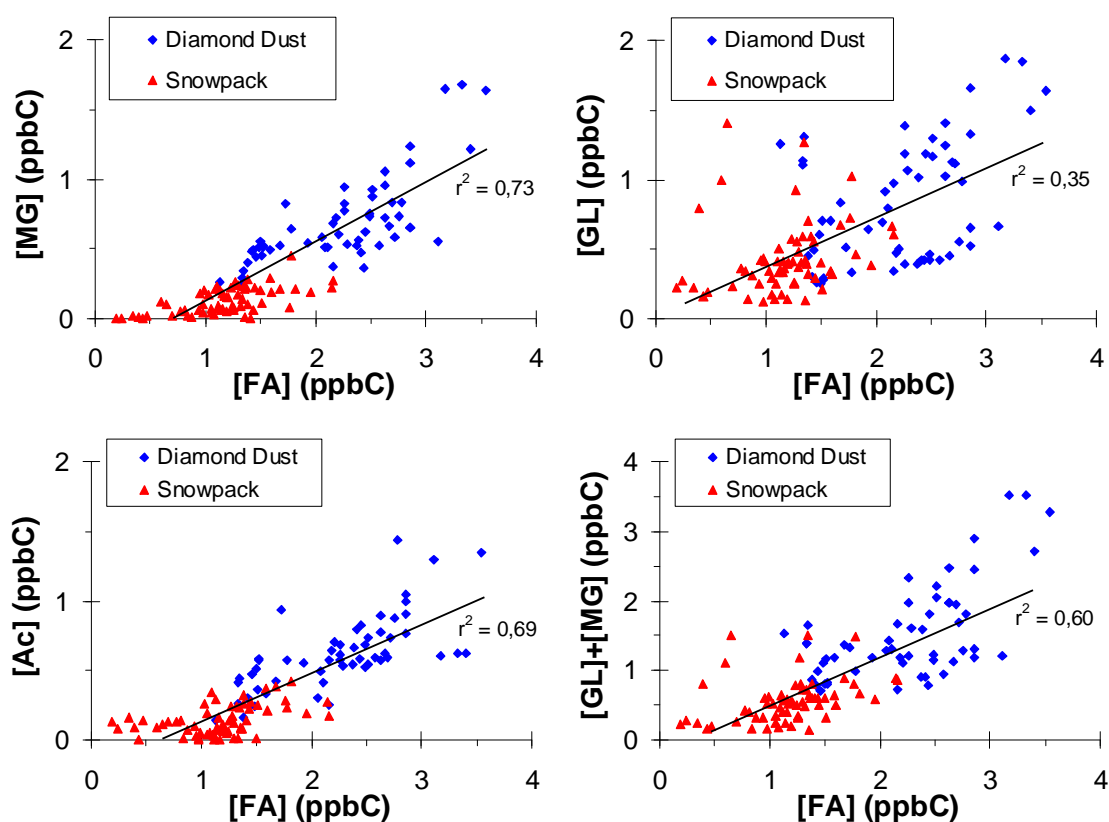 Diamond Dust
Snowpack
[MG] (ppbC)
2
1
0
r² = 0,73
0 1 2 3 4
[FA] (ppbC)
Diamond Dust
Snowpack
[GL] (ppbC)
2
1
0
r² = 0,35
0 1 2 3 4
[FA] (ppbC)
Diamond Dust
Snowpack
[Ac] (ppbC)
2
1
0
r² = 0,69
0 1 2 3 4
[FA] (ppbC)
Diamond Dust
Snowpack
[GL]+[MG] (ppbC)
4
3
2
1
0
r² = 0,60
0 1 2 3 4
[FA] (ppbC)